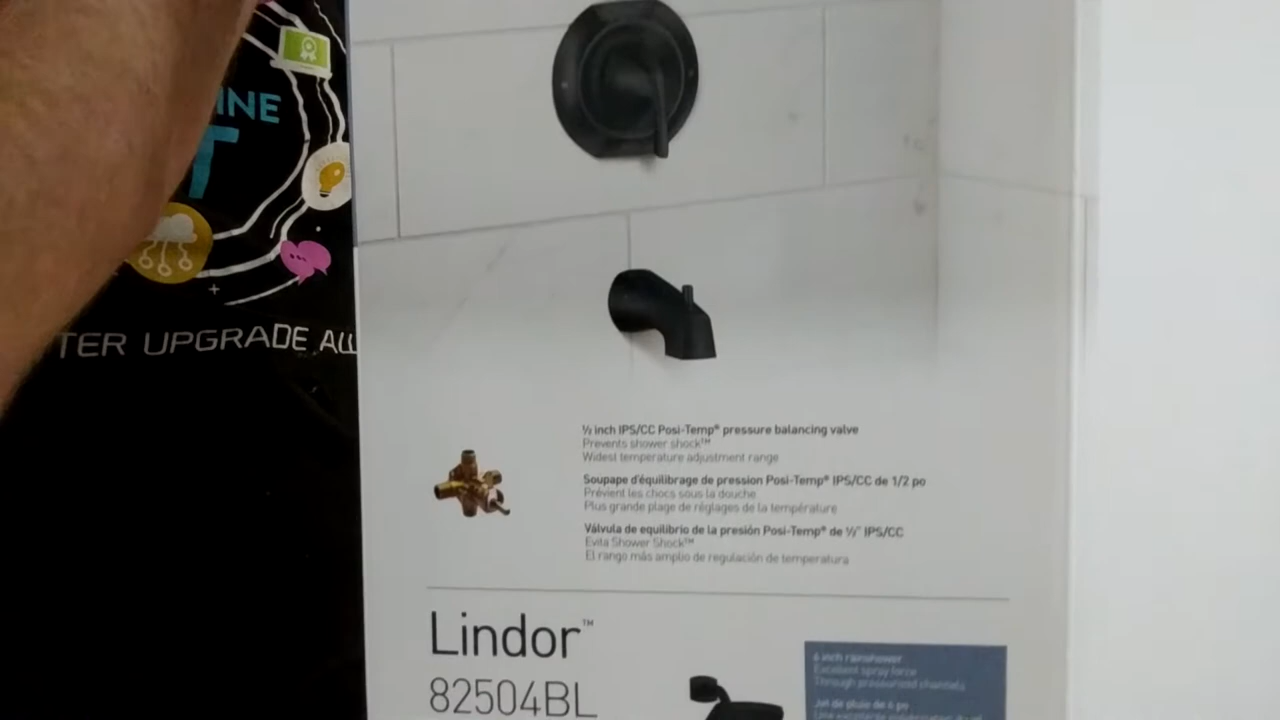 INE
T
TER UPGRADE ALL
½ inch IPS/CC Posi-Temp® pressure balancing valve
Prevents shower shock™
Widest temperature adjustment range
Soupape d'équilibrage de pression Posi-Temp® IPS/CC de 1/2 po
Prévient les chocs sous la douche
Plus grande plage de réglages de la température
Válvula de equilibrio de la presión Posi-Temp® de ½" IPS/CC
Evita Shower Shock™
El rango más amplio de regulación de temperatura
Lindor™
82504BL
6 inch rainshower
Excellent spray force
Through pressurized channels
Jet de pluie de 6 po